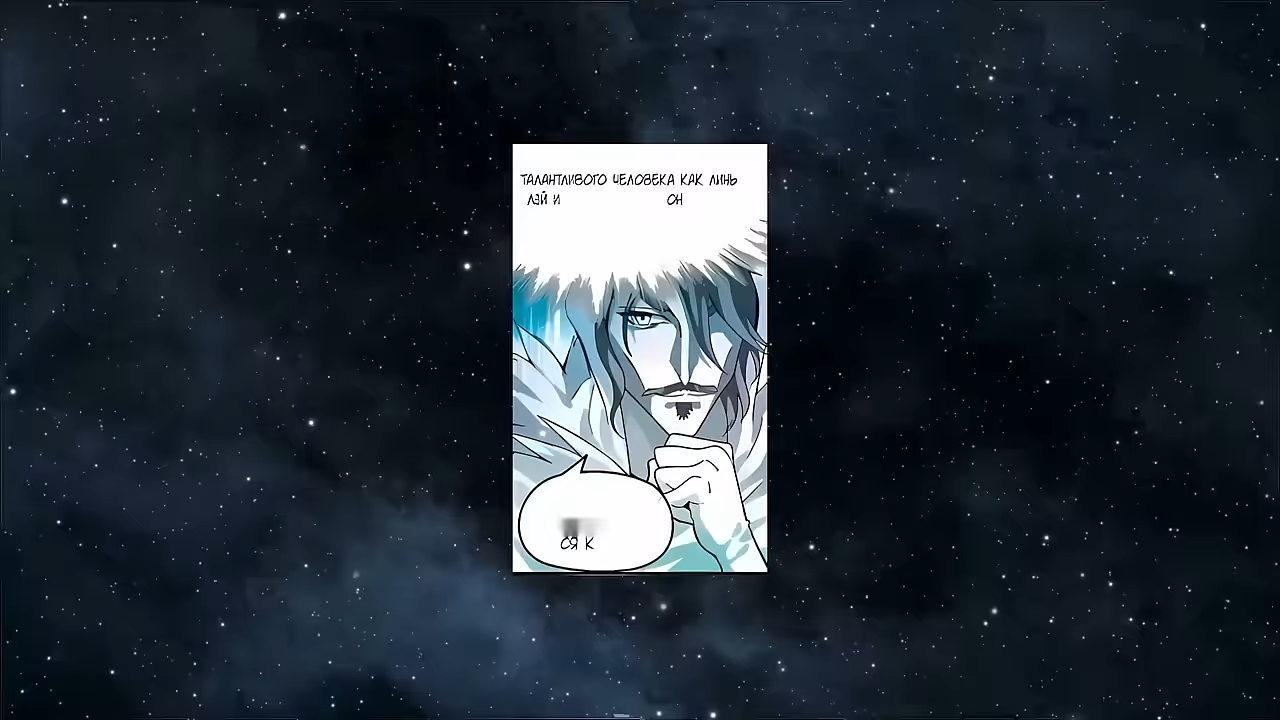 ТАЛАНТЛИВОГО ЧЕЛОВЕКА КАК ЛИНЬ
ЛЭЙ И ОН
СЯ К